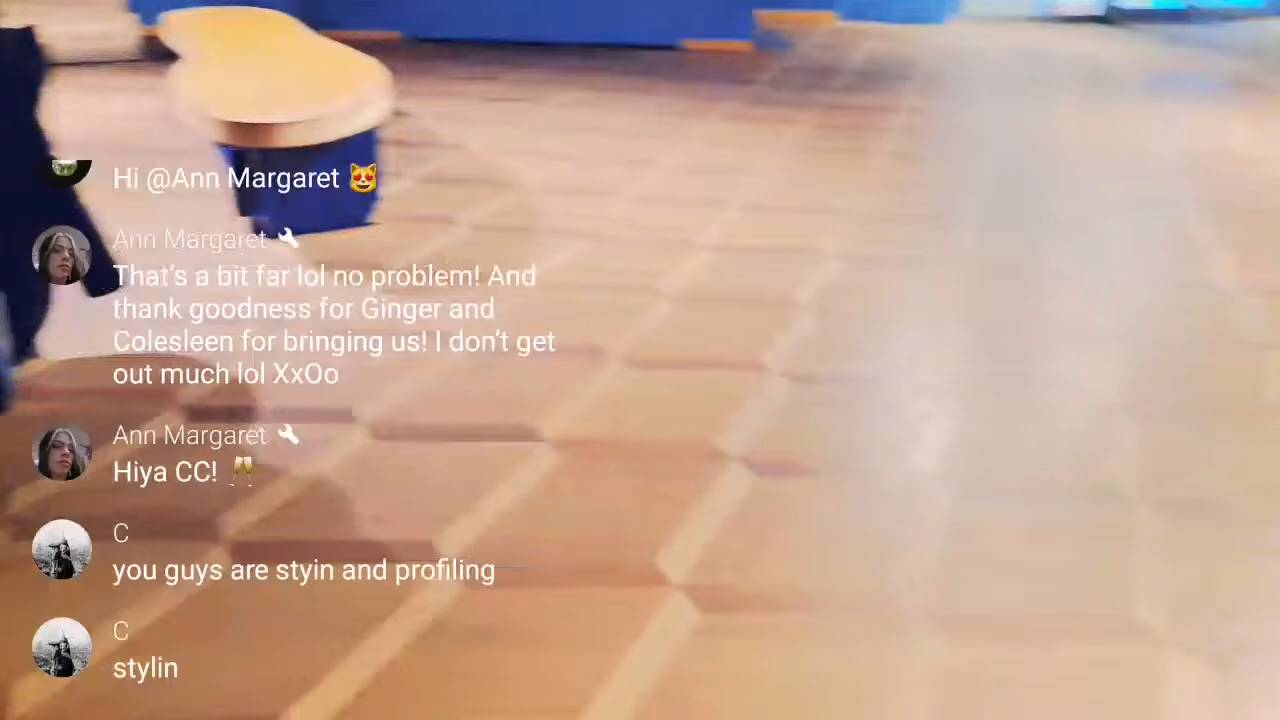 Hi @Ann Margaret 😻
Ann Margaret 🔧
That's a bit far lol no problem! And
thank goodness for Ginger and
Colesleen for bringing us! I don't get
out much lol XxOo
Ann Margaret 🔧
Hiya CC! 🥂
C
you guys are styin and profiling
C
stylin